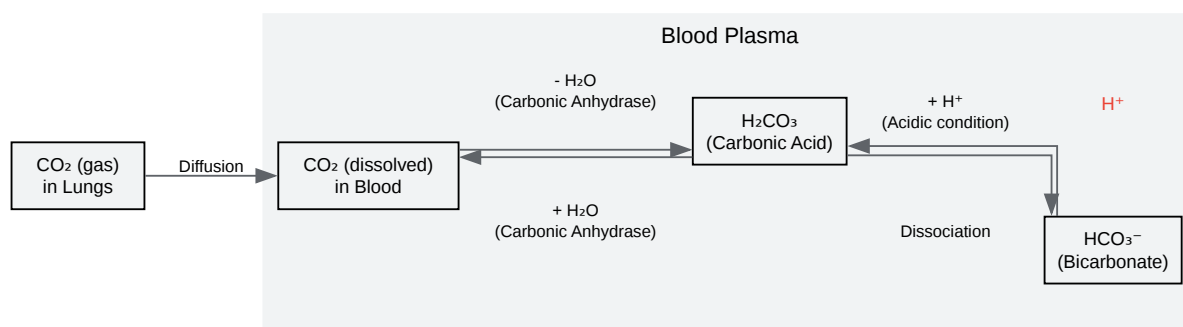 Blood Plasma
- H₂O
(Carbonic Anhydrase)
+ H⁺
(Acidic condition)
H⁺
H₂CO₃
(Carbonic Acid)
CO₂ (gas)
in Lungs
Diffusion
CO₂ (dissolved)
in Blood
+ H₂O
(Carbonic Anhydrase)
Dissociation
HCO₃⁻
(Bicarbonate)